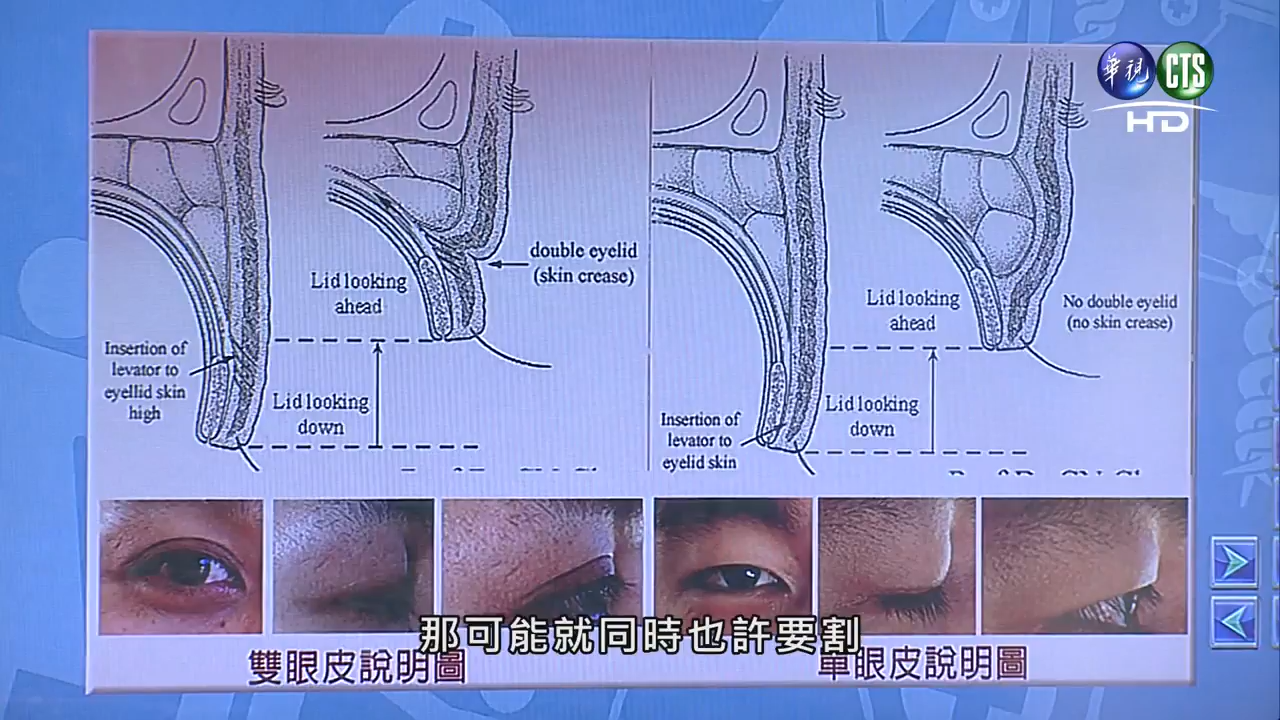 華視
CTS
HD
double eyelid
(skin crease)
Lid looking
ahead
Insertion of
levator to
eyellid skin
high
Lid looking
down
Lid looking
ahead
No double eyelid
(no skin crease)
Lid looking
down
Insertion of
levator to
eyelid skin
那可能就同時也許要割
雙眼皮說明圖
單眼皮說明圖